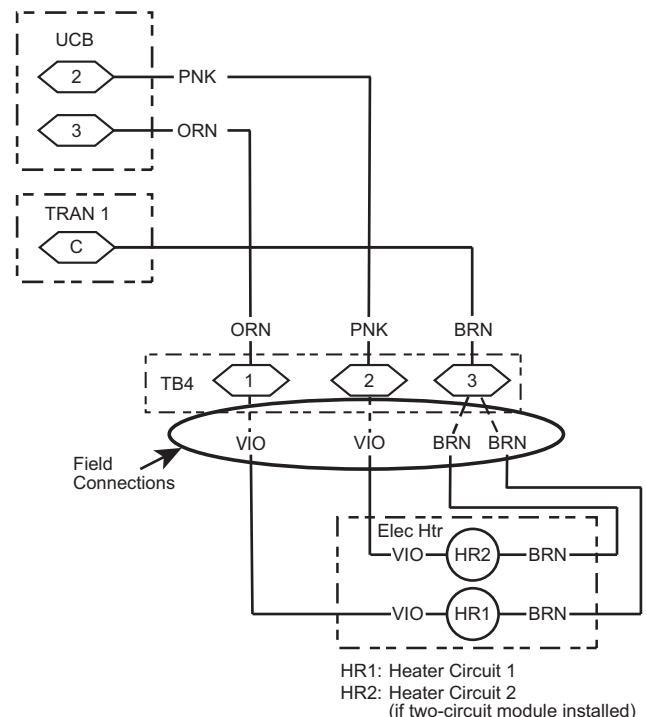 UCB
2 PNK
3 ORN
TRAN 1
C
ORN PNK BRN
TB4 1 2 3
VIO VIO BRN BRN
Field
Connections
Elec Htr
VIO HR2 BRN
VIO HR1 BRN
HR1: Heater Circuit 1
HR2: Heater Circuit 2
(if two-circuit module installed)